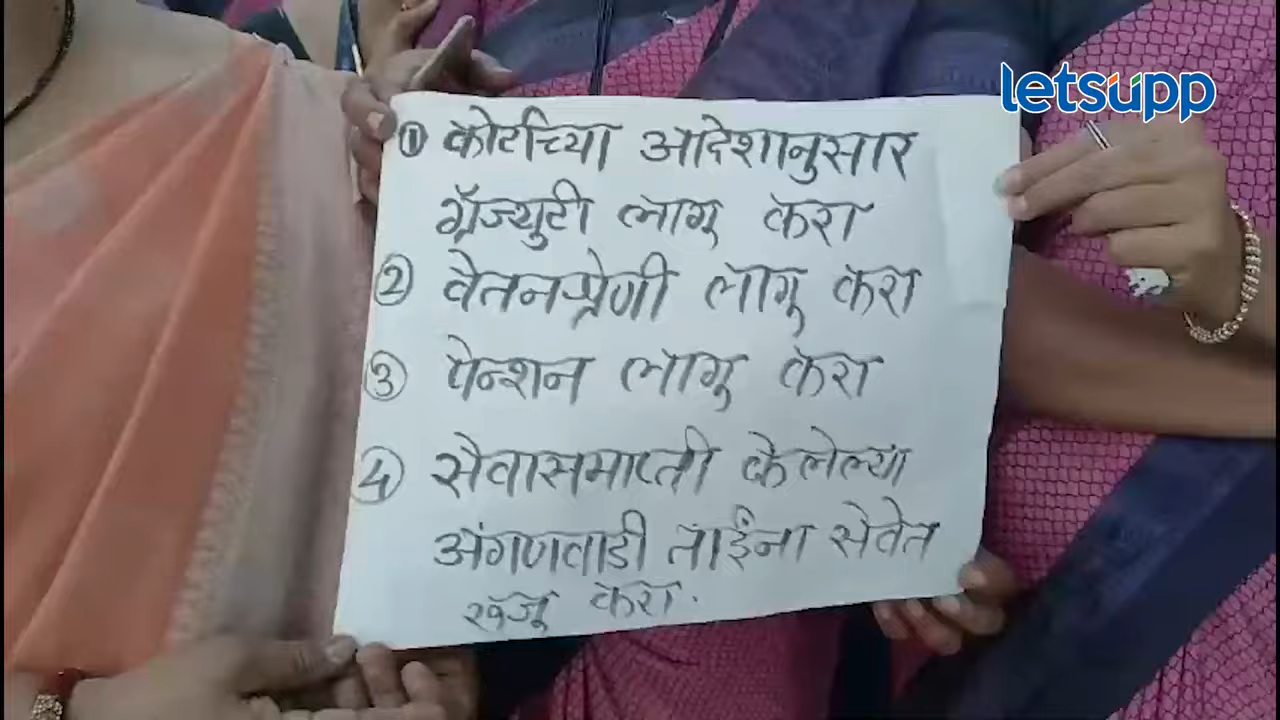 letsupp
① कोर्टाच्या आदेशानुसार
ग्रॅज्युटी लागू करा
② वेतनश्रेणी लागू करा
③ पेन्शन लागू करा
④ सेवासमाप्ती केलेल्या
अंगणवाडी ताईंना सेवेत
रुजू करा.